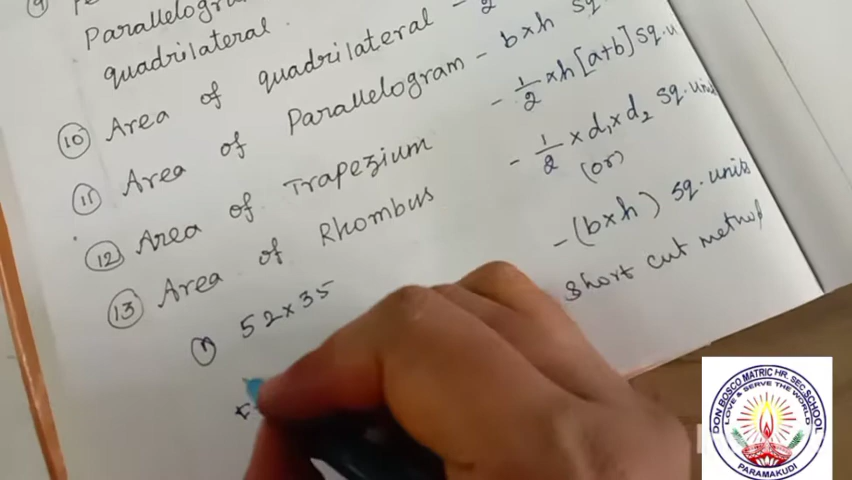 9
Parallelogram
quadrilateral.
10 Area of quadrilateral -
11 Area of Parallelogram - b×h sq.
12 Area of Trapezium - 1/2 ×h [a+b] sq.u
13 Area of Rhombus - 1/2 × d₁× d₂ sq. units
(or)
- (b×h) sq. units
52×35 short cut method
DON BOSCO MATRIC HR. SEC. SCHOOL
LOVE & SERVE THE WORLD
PARAMAKUDI